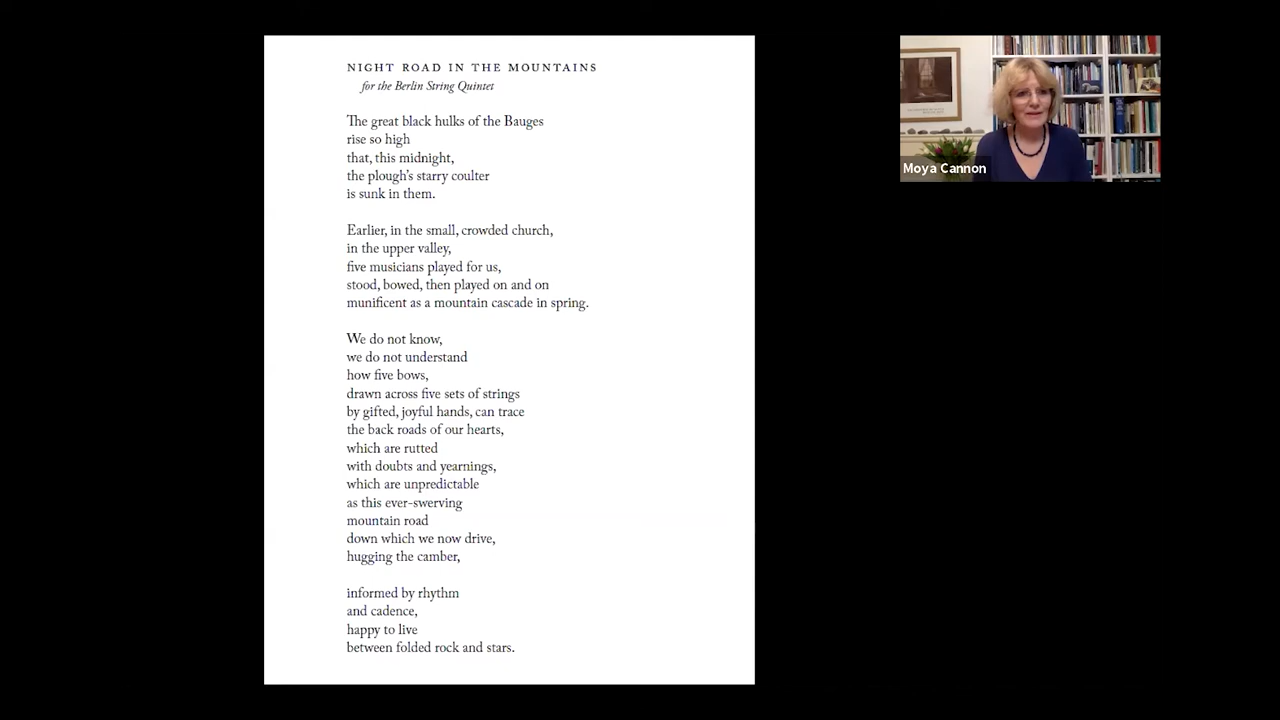 NIGHT ROAD IN THE MOUNTAINS
for the Berlin String Quintet
The great black hulks of the Bauges
rise so high
that, this midnight,
the plough's starry coulter
is sunk in them.
Earlier, in the small, crowded church,
in the upper valley,
five musicians played for us,
stood, bowed, then played on and on
munificent as a mountain cascade in spring.
We do not know,
we do not understand
how five bows,
drawn across five sets of strings
by gifted, joyful hands, can trace
the back roads of our hearts,
which are rutted
with doubts and yearnings,
which are unpredictable
as this ever-swerving
mountain road
down which we now drive,
hugging the camber,
informed by rhythm
and cadence,
happy to live
between folded rock and stars.
Moya Cannon